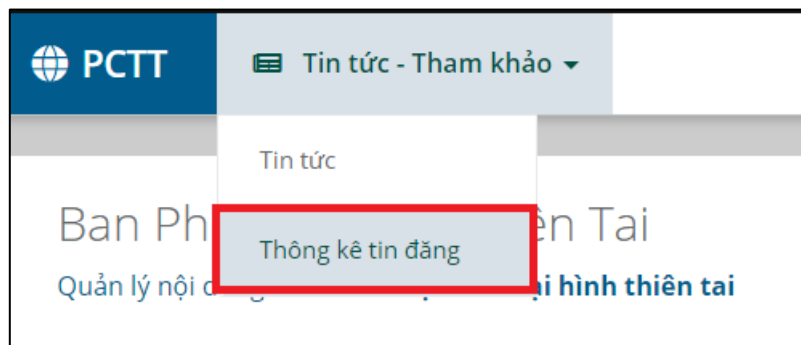 PCTT Tin tức - Tham khảo
Tin tức
Ban Ph ên Tai
Thông kê tin đăng
Quản lý nội ại hình thiên tai